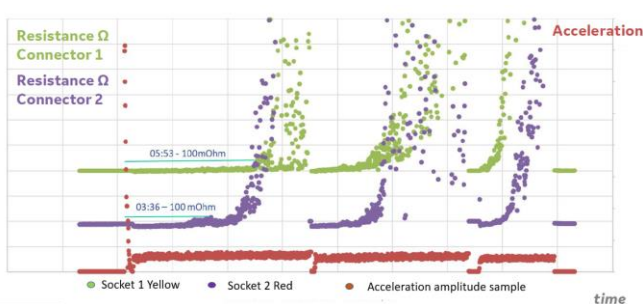 Resistance Ω
Connector 1
Acceleration
Resistance Ω
Connector 2
05:53 - 100mOhm
03:36 – 100 mOhm
Socket 1 Yellow
Socket 2 Red
Acceleration amplitude sample
time